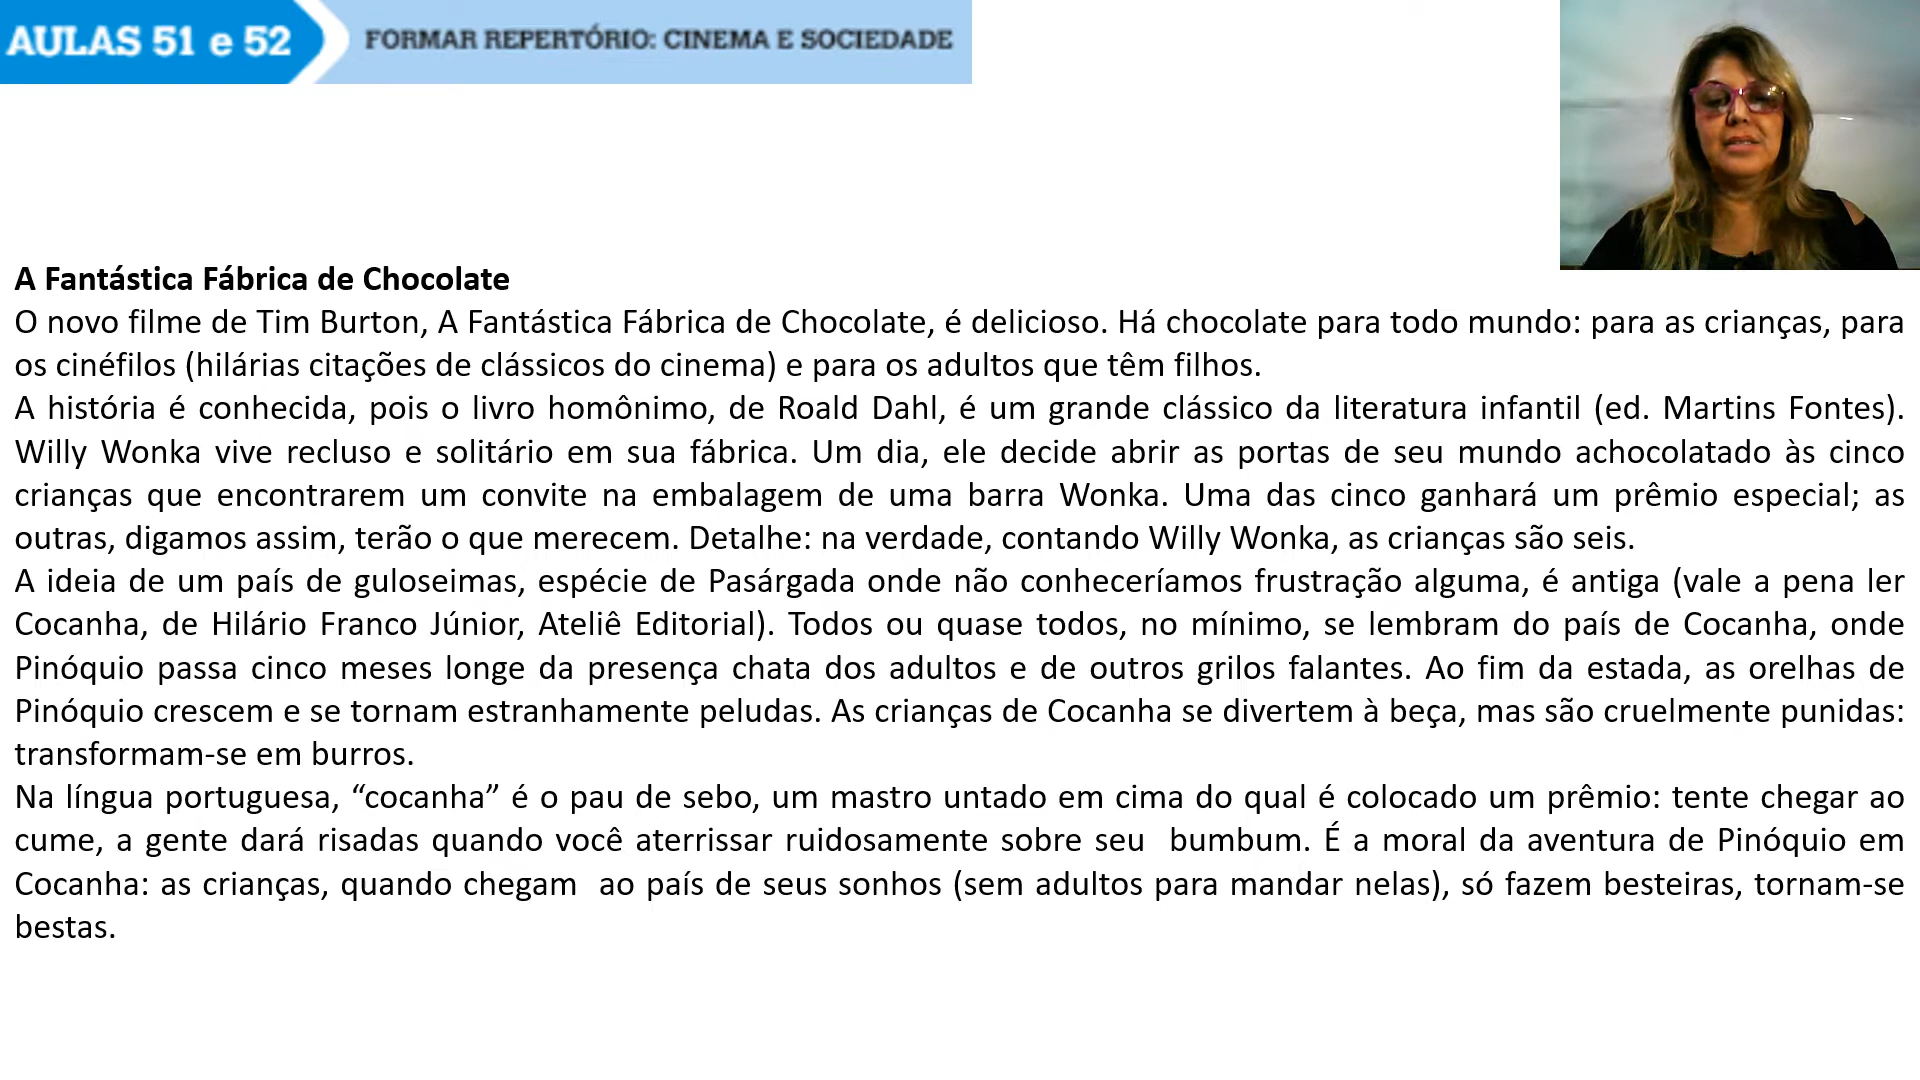 AULAS 51 e 52
FORMAR REPERTÓRIO: CINEMA E SOCIEDADE
A Fantástica Fábrica de Chocolate
O novo filme de Tim Burton, A Fantástica Fábrica de Chocolate, é delicioso. Há chocolate para todo mundo: para as crianças, para
os cinéfilos (hilárias citações de clássicos do cinema) e para os adultos que têm filhos.
A história é conhecida, pois o livro homônimo, de Roald Dahl, é um grande clássico da literatura infantil (ed. Martins Fontes).
Willy Wonka vive recluso e solitário em sua fábrica. Um dia, ele decide abrir as portas de seu mundo achocolatado às cinco
crianças que encontrarem um convite na embalagem de uma barra Wonka. Uma das cinco ganhará um prêmio especial; as
outras, digamos assim, terão o que merecem. Detalhe: na verdade, contando Willy Wonka, as crianças são seis.
A ideia de um país de guloseimas, espécie de Pasárgada onde não conheceríamos frustração alguma, é antiga (vale a pena ler
Cocanha, de Hilário Franco Júnior, Ateliê Editorial). Todos ou quase todos, no mínimo, se lembram do país de Cocanha, onde
Pinóquio passa cinco meses longe da presença chata dos adultos e de outros grilos falantes. Ao fim da estada, as orelhas de
Pinóquio crescem e se tornam estranhamente peludas. As crianças de Cocanha se divertem à beça, mas são cruelmente punidas:
transformam-se em burros.
Na língua portuguesa, “cocanha” é o pau de sebo, um mastro untado em cima do qual é colocado um prêmio: tente chegar ao
cume, a gente dará risadas quando você aterrissar ruidosamente sobre seu  bumbum. É a moral da aventura de Pinóquio em
Cocanha: as crianças, quando chegam  ao país de seus sonhos (sem adultos para mandar nelas), só fazem besteiras, tornam-se
bestas.